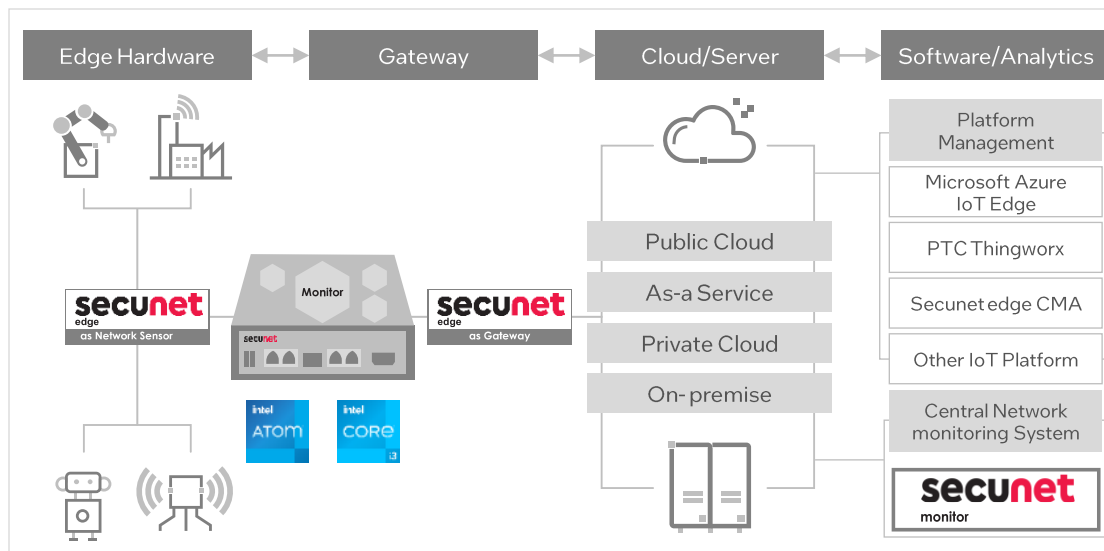 Edge Hardware
Gateway
Cloud/Server
Software/Analytics
Platform
Management
Microsoft Azure
IoT Edge
PTC Thingworx
Secunet edge CMA
Other IoT Platform
Central Network
monitoring System
secunet
monitor
Public Cloud
As-a Service
Private Cloud
On-premise
secunet
edge
as Network Sensor
Monitor
secunet
secunet
edge
as Gateway
intel
ATOM
intel
CORE
i3